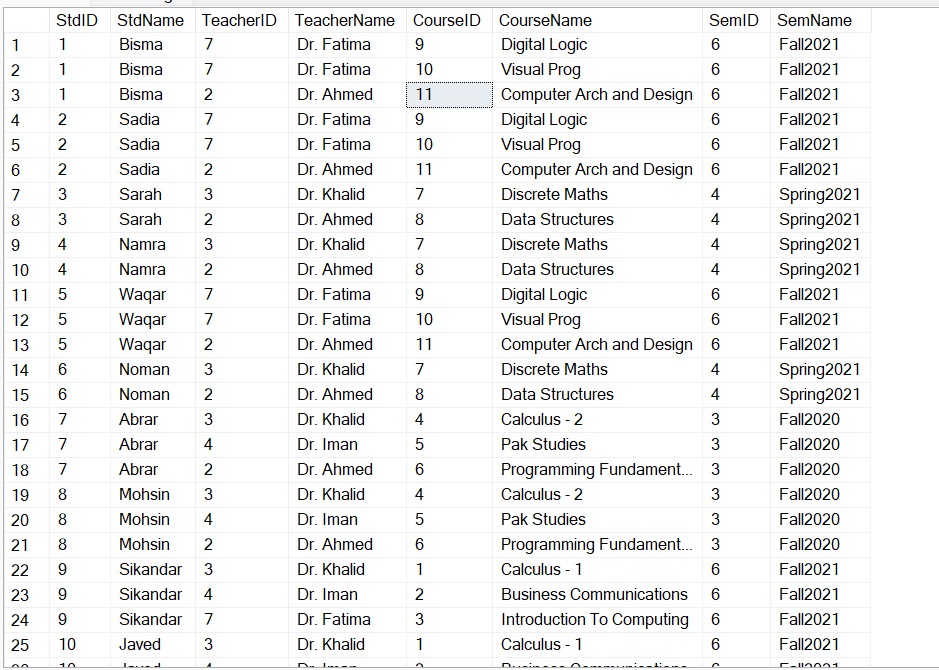 StdID StdName TeacherID TeacherName CourseID CourseName SemID SemName
1 1 Bisma 7 Dr. Fatima 9 Digital Logic 6 Fall2021
2 1 Bisma 7 Dr. Fatima 10 Visual Prog 6 Fall2021
3 1 Bisma 2 Dr. Ahmed 11 Computer Arch and Design 6 Fall2021
4 2 Sadia 7 Dr. Fatima 9 Digital Logic 6 Fall2021
5 2 Sadia 7 Dr. Fatima 10 Visual Prog 6 Fall2021
6 2 Sadia 2 Dr. Ahmed 11 Computer Arch and Design 6 Fall2021
7 3 Sarah 3 Dr. Khalid 7 Discrete Maths 4 Spring2021
8 3 Sarah 2 Dr. Ahmed 8 Data Structures 4 Spring2021
9 4 Namra 3 Dr. Khalid 7 Discrete Maths 4 Spring2021
10 4 Namra 2 Dr. Ahmed 8 Data Structures 4 Spring2021
11 5 Waqar 7 Dr. Fatima 9 Digital Logic 6 Fall2021
12 5 Waqar 7 Dr. Fatima 10 Visual Prog 6 Fall2021
13 5 Waqar 2 Dr. Ahmed 11 Computer Arch and Design 6 Fall2021
14 6 Noman 3 Dr. Khalid 7 Discrete Maths 4 Spring2021
15 6 Noman 2 Dr. Ahmed 8 Data Structures 4 Spring2021
16 7 Abrar 3 Dr. Khalid 4 Calculus - 2 3 Fall2020
17 7 Abrar 4 Dr. Iman 5 Pak Studies 3 Fall2020
18 7 Abrar 2 Dr. Ahmed 6 Programming Fundament... 3 Fall2020
19 8 Mohsin 3 Dr. Khalid 4 Calculus - 2 3 Fall2020
20 8 Mohsin 4 Dr. Iman 5 Pak Studies 3 Fall2020
21 8 Mohsin 2 Dr. Ahmed 6 Programming Fundament... 3 Fall2020
22 9 Sikandar 3 Dr. Khalid 1 Calculus - 1 6 Fall2021
23 9 Sikandar 4 Dr. Iman 2 Business Communications 6 Fall2021
24 9 Sikandar 7 Dr. Fatima 3 Introduction To Computing 6 Fall2021
25 10 Javed 3 Dr. Khalid 1 Calculus - 1 6 Fall2021